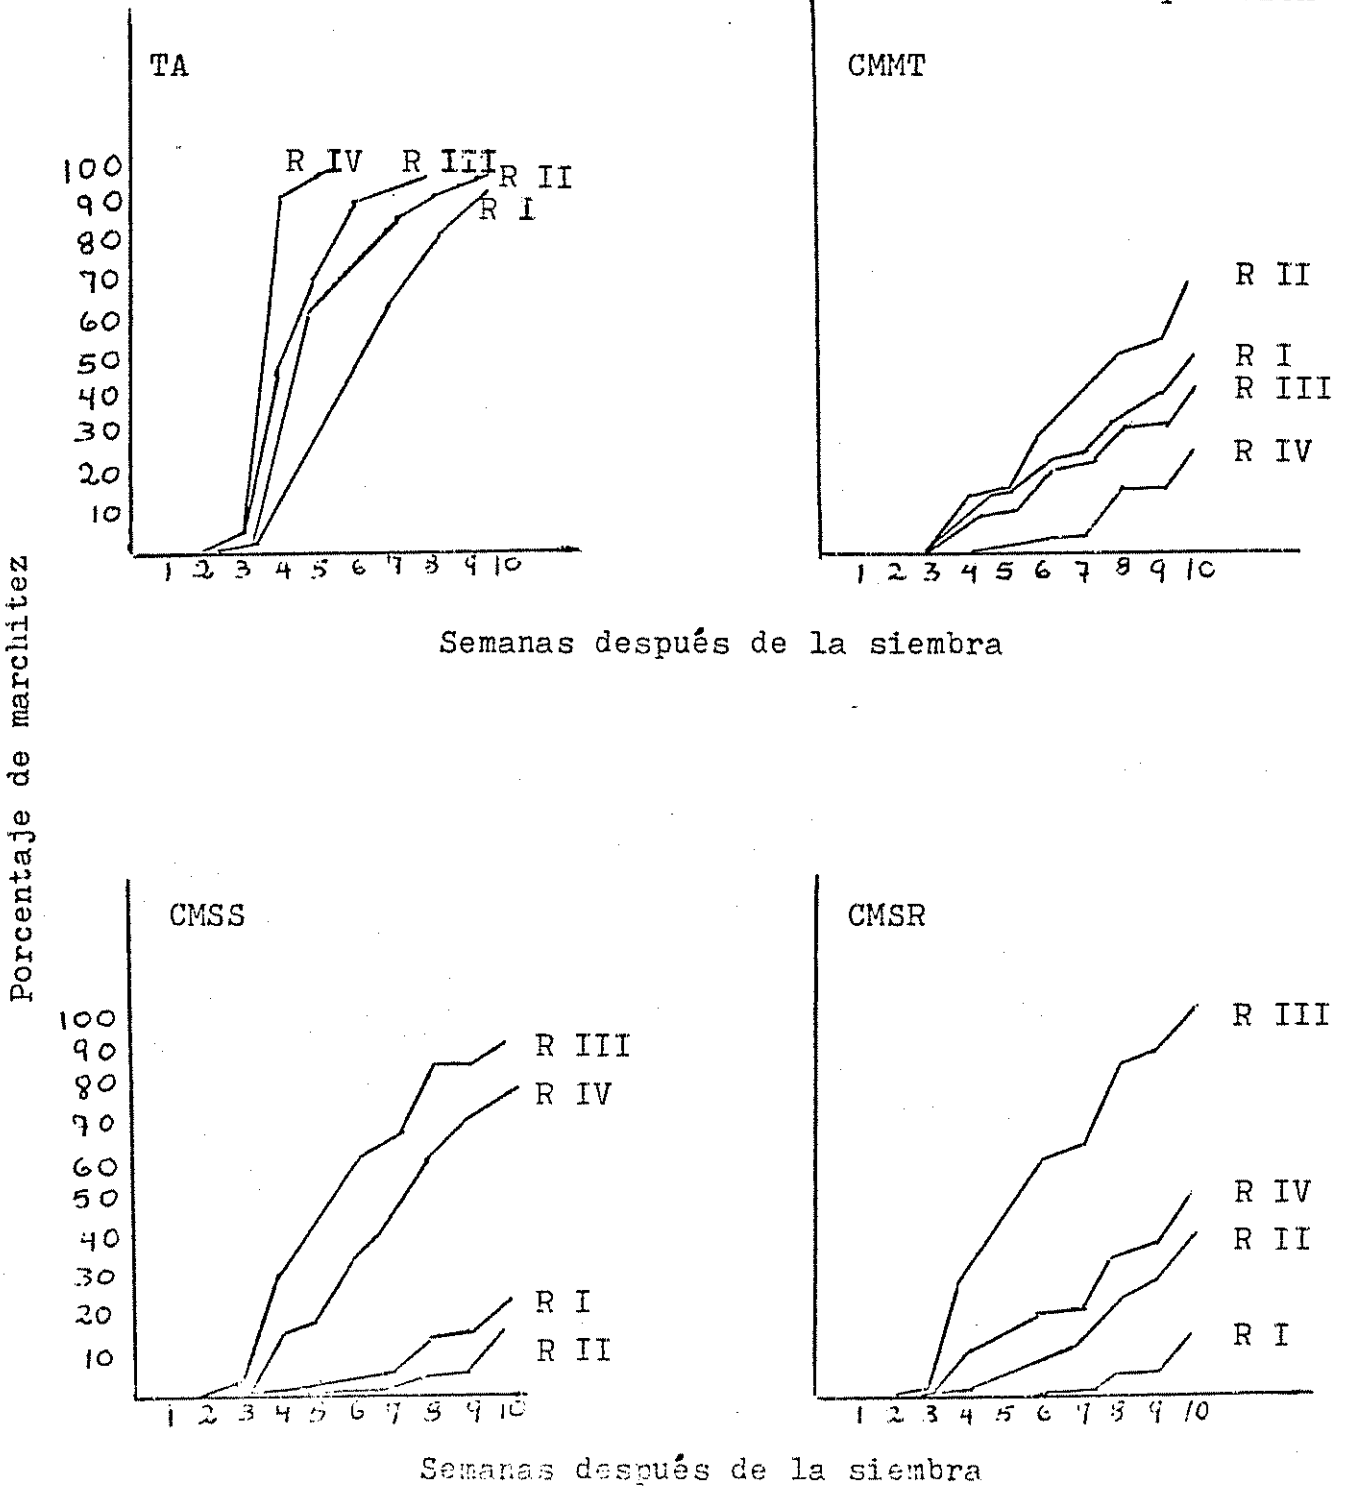 TA
100
90
80
70
60
50
40
30
20
10
R IV R III R II
R I
1 2 3 4 5 6 7 8 9 10
CMMT
R II
R I
R III
R IV
1 2 3 4 5 6 7 8 9 10
Semanas después de la siembra
Porcentaje de marchitez
CMSS
100
90
80
70
60
50
40
30
20
10
R III
R IV
R I
R II
1 2 3 4 5 6 7 8 9 10
CMSR
R III
R IV
R II
R I
1 2 3 4 5 6 7 8 9 10
Semanas después de la siembra